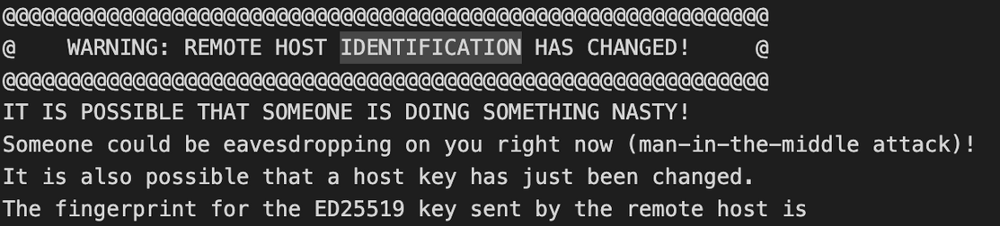 @@@@@@@@@@@@@@@@@@@@@@@@@@@@@@@@@@@@@@@@@@@@@@@@@@@@@@@@@@@
@    WARNING: REMOTE HOST IDENTIFICATION HAS CHANGED!     @
@@@@@@@@@@@@@@@@@@@@@@@@@@@@@@@@@@@@@@@@@@@@@@@@@@@@@@@@@@@
IT IS POSSIBLE THAT SOMEONE IS DOING SOMETHING NASTY!
Someone could be eavesdropping on you right now (man-in-the-middle attack)!
It is also possible that a host key has just been changed.
The fingerprint for the ED25519 key sent by the remote host is